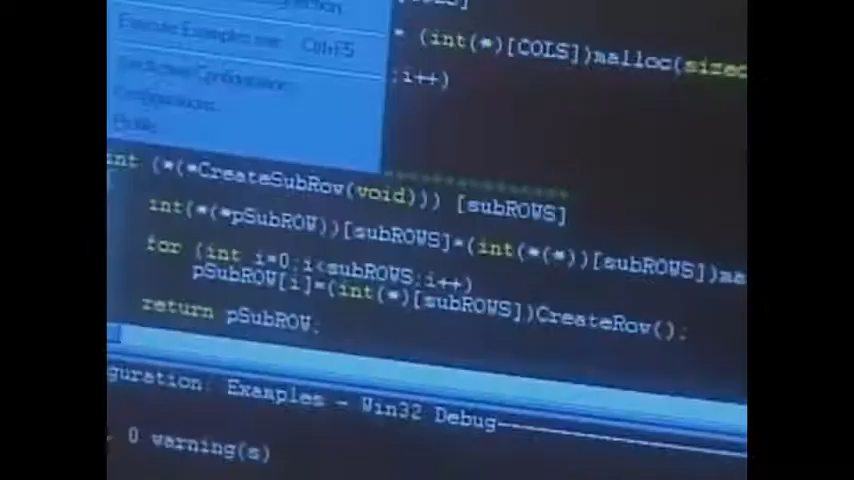 Execute Examples.exe Ctrl+F5
* (int(*)[COLS])malloc(sizeo
;i++)
int (*(*CreateSubRow(void))) [subROWS]
int(*(*pSubROW))[subROWS]=(int(*(*))[subROWS])ma
for (int i=0;i<subROWS;i++)
pSubROW[i]=(int(*)[subROWS])CreateRow();
return pSubROW;
guration: Examples - Win32 Debug
, 0 warning(s)